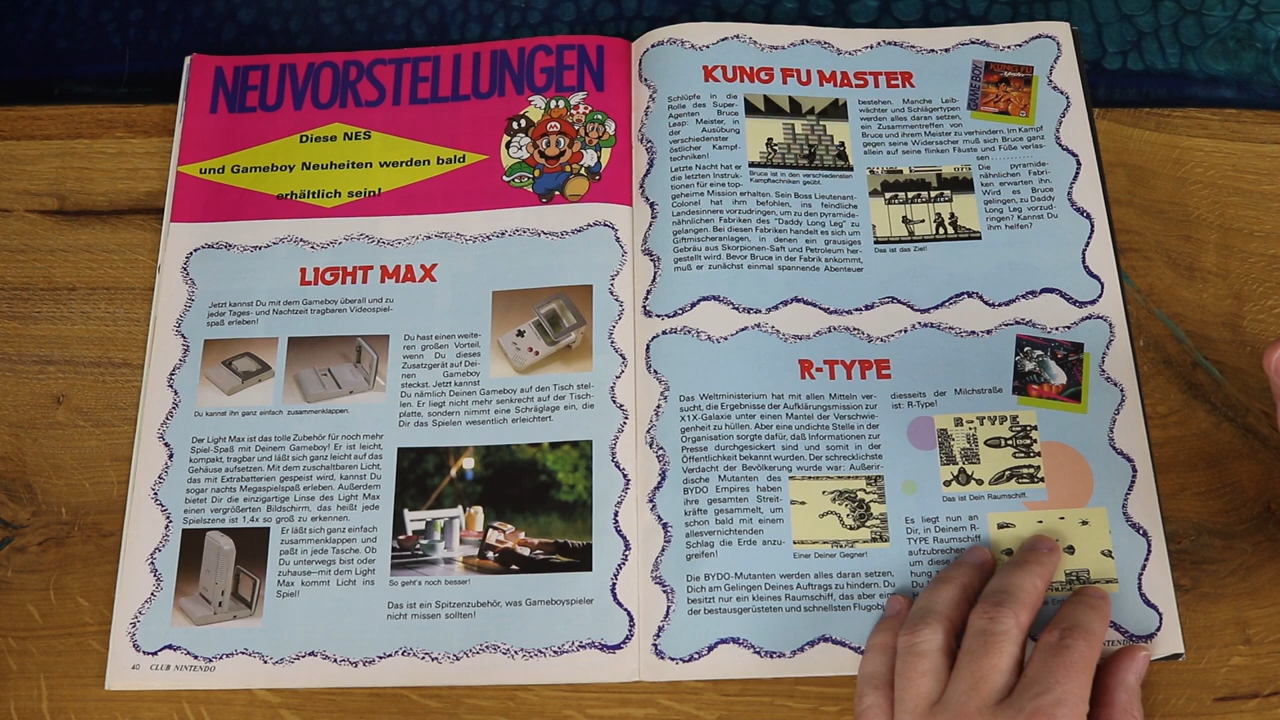 NEUVORSTELLUNGEN
Diese NES
und Gameboy Neuheiten werden bald
erhältlich sein!
LIGHT MAX
Jetzt kannst Du mit dem Gameboy überall und zu
jeder Tages- und Nachtzeit tragbaren Videospiel-
spaß erleben!
Du kannst ihn ganz einfach zusammenklappen.
Du hast einen weite-
ren großen Vorteil,
wenn Du dieses
Zusatzgerät auf Dei-
nen Gameboy
steckst. Jetzt kannst
Du nämlich Deinen Gameboy auf den Tisch stel-
len. Er liegt nicht mehr senkrecht auf der Tisch-
platte, sondern nimmt eine Schräglage ein, die
Dir das Spielen wesentlich erleichtert.
Der Light Max ist das tolle Zubehör für noch mehr
Spiel-Spaß mit Deinem Gameboy! Er ist leicht,
kompakt, tragbar und läßt sich ganz leicht auf das
Gehäuse aufsetzen. Mit dem zuschaltbaren Licht,
das mit Extrabatterien gespeist wird, kannst Du
sogar nachts Megaspielspaß erleben. Außerdem
bietet Dir die einzigartige Linse des Light Max
einen vergrößerten Bildschirm, das heißt jede
Spielszene ist 1,4x so groß zu erkennen.
Er läßt sich ganz einfach
zusammenklappen und
paßt in jede Tasche. Ob
Du unterwegs bist oder
zuhause—mit dem Light
Max kommt Licht ins
Spiel!
So geht's noch besser!
Das ist ein Spitzenzubehör, was Gameboyspieler
nicht missen sollten!
40 CLUB NINTENDO
KUNG FU MASTER
Schlüpfe in die
Rolle des Super-
Agenten Bruce
Leap: Meister, in
der Ausübung
verschiedenster
östlicher Kampf-
techniken!
Letzte Nacht hat er
die letzten Instruk-
tionen für eine top-
geheime Mission erhalten. Sein Boss Lieutenant-
Colonel hat ihm befohlen, ins feindliche
Landesinnere vorzudringen, um zu den pyramide-
nähnlichen Fabriken des "Daddy Long Leg" zu
gelangen. Bei diesen Fabriken handelt es sich um
Giftmischeranlagen, in denen ein grausiges
Gebräu aus Skorpionen-Saft und Petroleum her-
gestellt wird. Bevor Bruce in der Fabrik ankommt,
muß er zunächst einmal spannende Abenteuer
Bruce ist in den verschiedensten
Kampftechniken geübt.
bestehen. Manche Leib-
wächter und Schlägertypen
werden alles daran setzen,
ein Zusammentreffen von
Bruce und ihrem Meister zu verhindern. Im Kampf
gegen seine Widersacher muß sich Bruce ganz
allein auf seine flinken Fäuste und Füße verlas-
sen ...........
Die pyramide-
nähnlichen Fabri-
ken erwarten ihn.
Wird es Bruce
gelingen, zu Daddy
Long Leg vorzud-
ringen? Kannst Du
ihm helfen?
075
Das ist das Ziel!
GAME BOY
KUNG FU
Master
R-TYPE
Das Weltministerium hat mit allen Mitteln ver-
sucht, die Ergebnisse der Aufklärungsmission zur
X1X-Galaxie unter einen Mantel der Verschwie-
genheit zu hüllen. Aber eine undichte Stelle in der
Organisation sorgte dafür, daß Informationen zur
Presse durchgesickert sind und somit in der
Öffentlichkeit bekannt wurden. Der schrecklichste
Verdacht der Bevölkerung wurde war: Außerir-
dische Mutanten des
BYDO Empires haben
ihre gesamten Streit-
kräfte gesammelt, um
schon bald mit einem
allesvernichtenden
Schlag die Erde anzu-
greifen!
Einer Deiner Gegner!
Die BYDO-Mutanten werden alles daran setzen,
Dich am Gelingen Deines Auftrags zu hindern. Du
besitzt nur ein kleines Raumschiff, das aber ein
der bestausgerüsteten und schnellsten Flugobj
diesseits der Milchstraße
ist: R-Type!
R-TYPE
Das ist Dein Raumschiff.
Es liegt nun an
Dir, in Deinem R-
TYPE Raumschiff
aufzubrechen
um diese
hung
Du